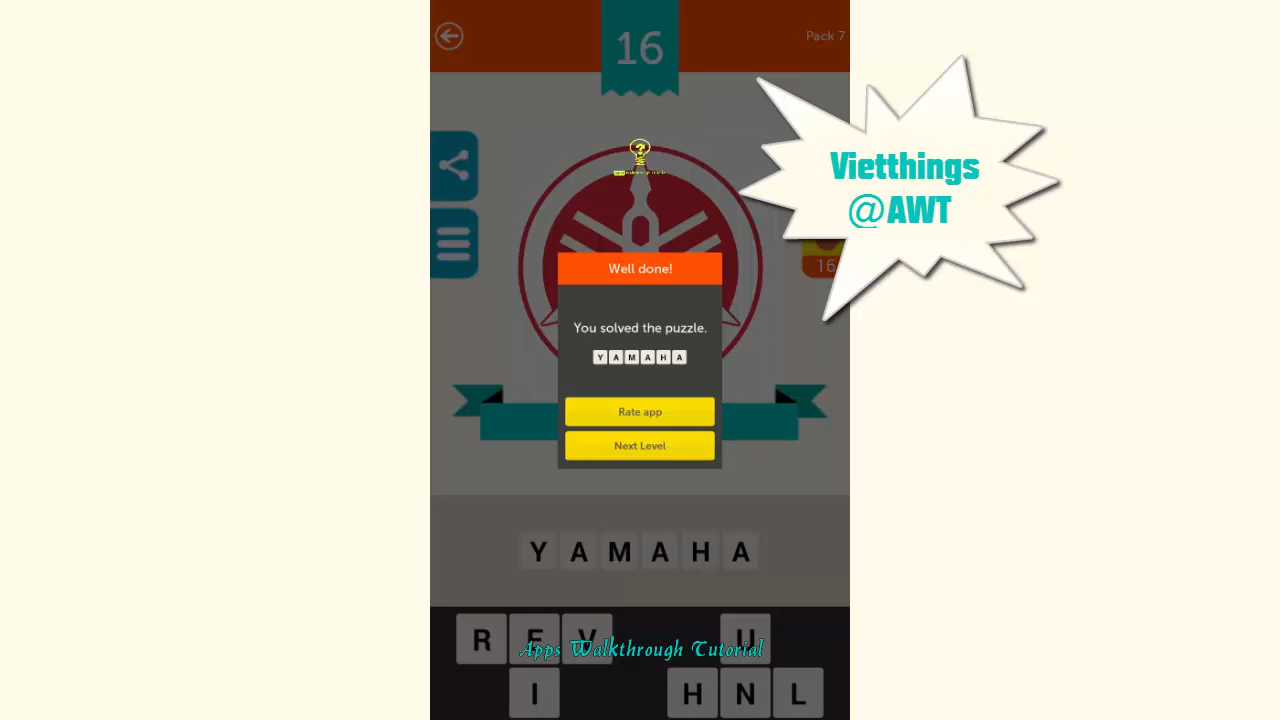 16
Pack 7
Vietthings
@AWT
?
16
Well done!
You solved the puzzle.
YAMAHA
Rate app
Next Level
YAMAHA
R E V U
Apps Walkthrough Tutorial
I H N L